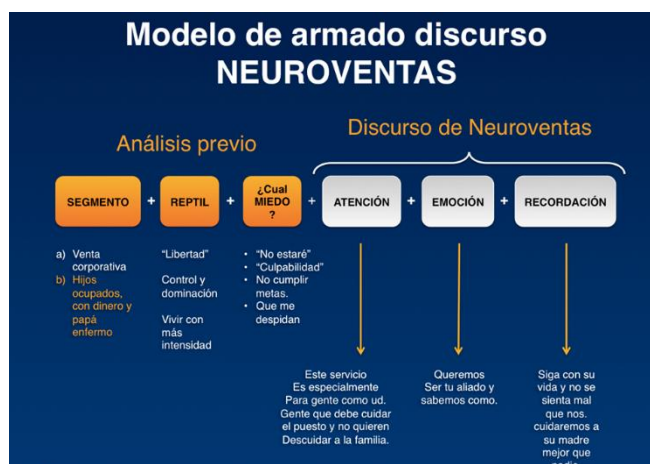 Modelo de armado discurso
NEUROVENTAS
Análisis previo
Discurso de Neuroventas
SEGMENTO
+
REPTIL
+
¿Cual
MIEDO
?
+
ATENCIÓN
+
EMOCIÓN
+
RECORDACIÓN
a) Venta
corporativa
b) Hijos
ocupados,
con dinero y
papá
enfermo
“Libertad”
Control y
dominación
Vivir con
más
intensidad
• “No estaré”
• “Culpabilidad”
• No cumplir
metas.
• Que me
despidan
Este servicio
Es especialmente
Para gente como ud.
Gente que debe cuidar
el puesto y no quieren
Descuidar a la familia.
Queremos
Ser tu aliado y
sabemos como.
Siga con su
vida y no se
sienta mal
que nos.
cuidaremos a
su madre
mejor que